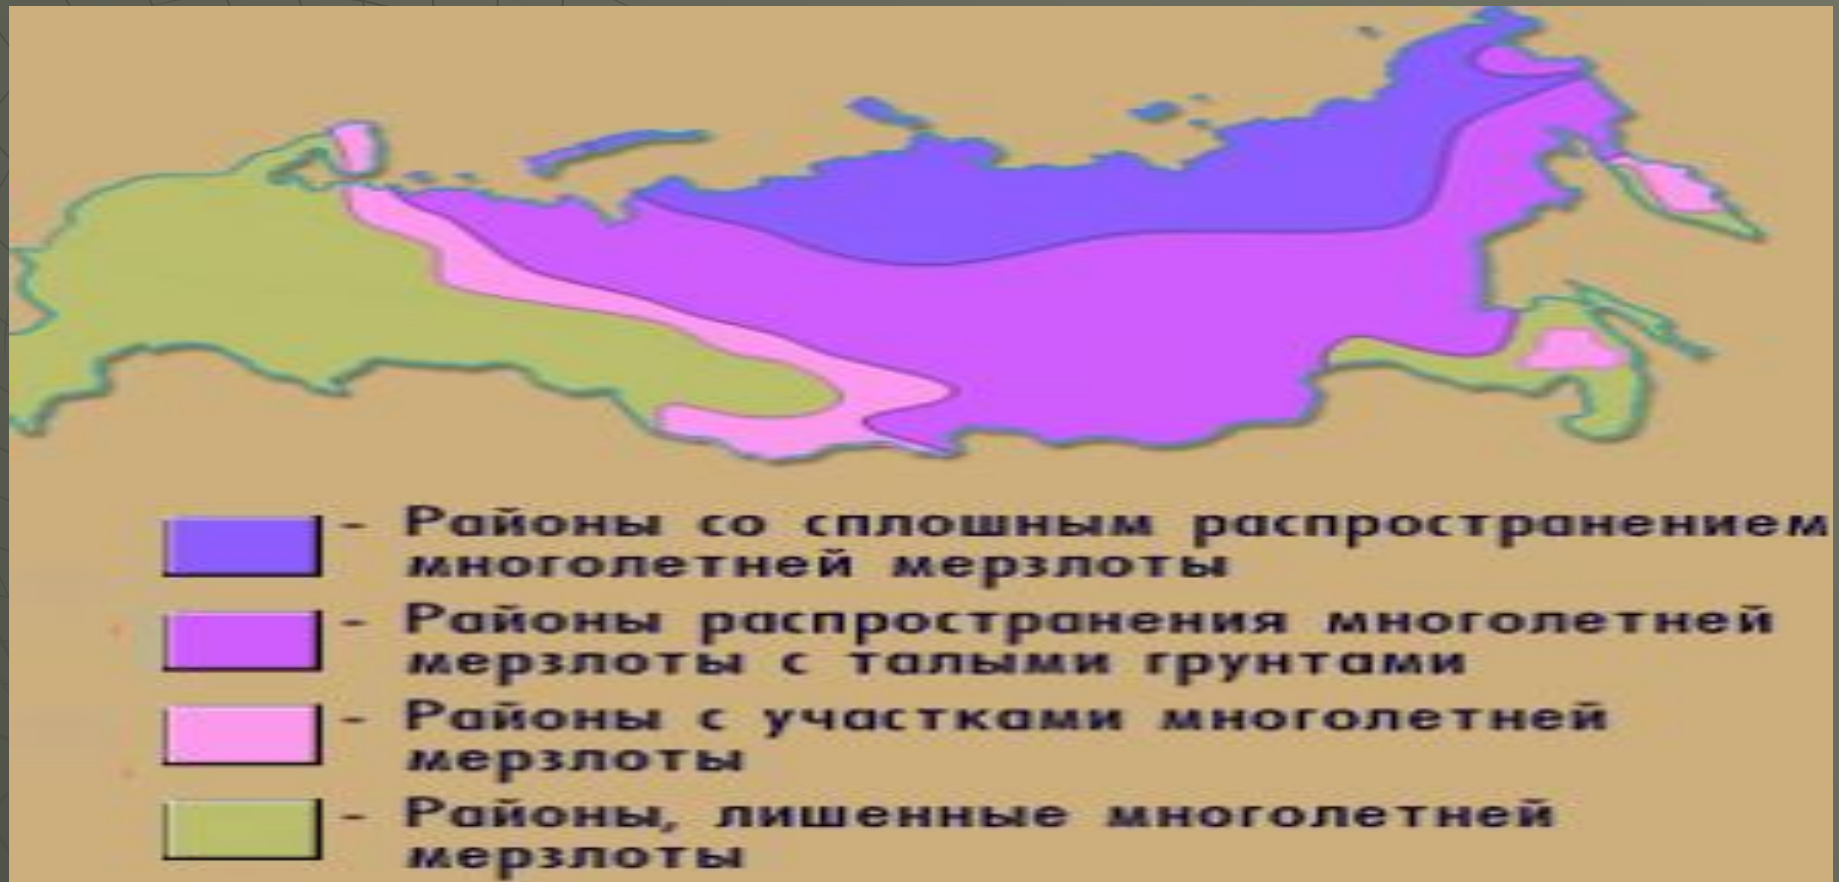 - Районы со сплошным распространением
многолетней мерзлоты
- Районы распространения многолетней
мерзлоты с талыми грунтами
- Районы с участками многолетней
мерзлоты
- Районы, лишенные многолетней
мерзлоты